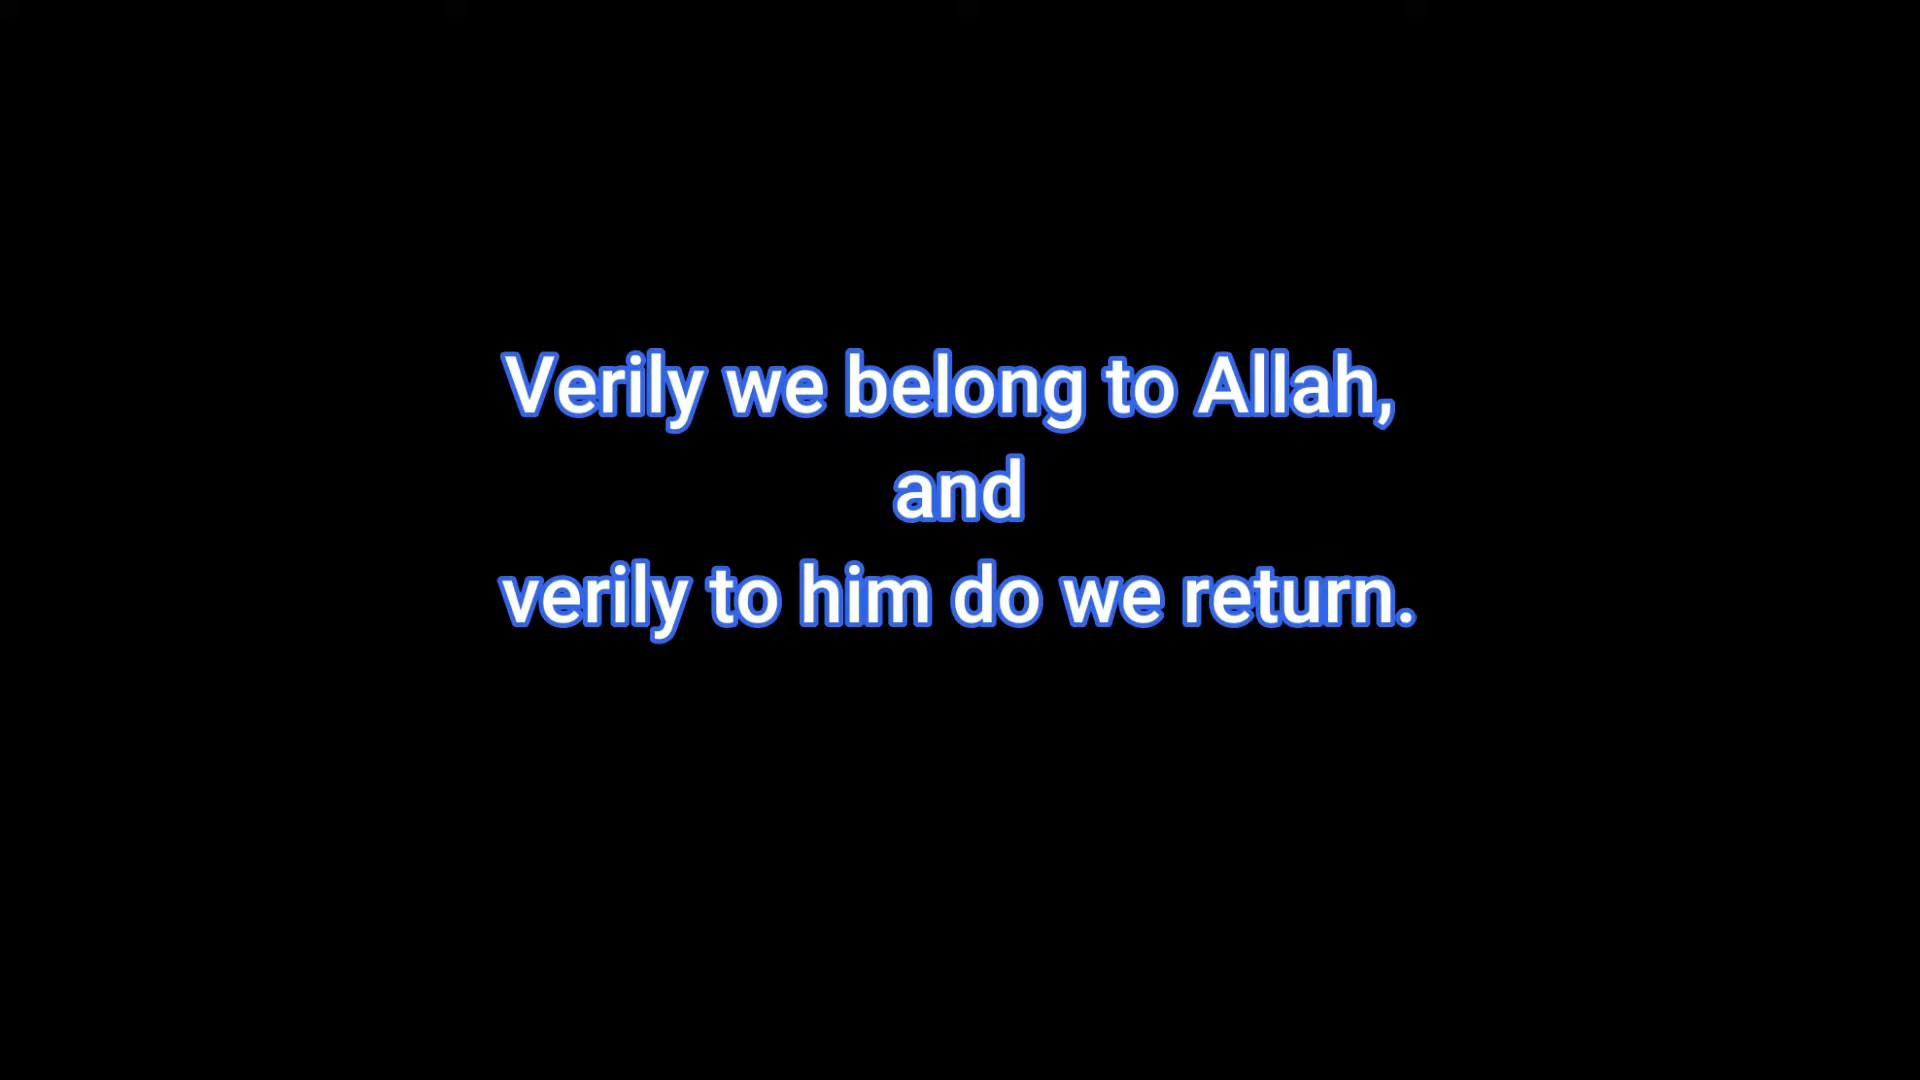 Verily we belong to Allah,
and
verily to him do we return.